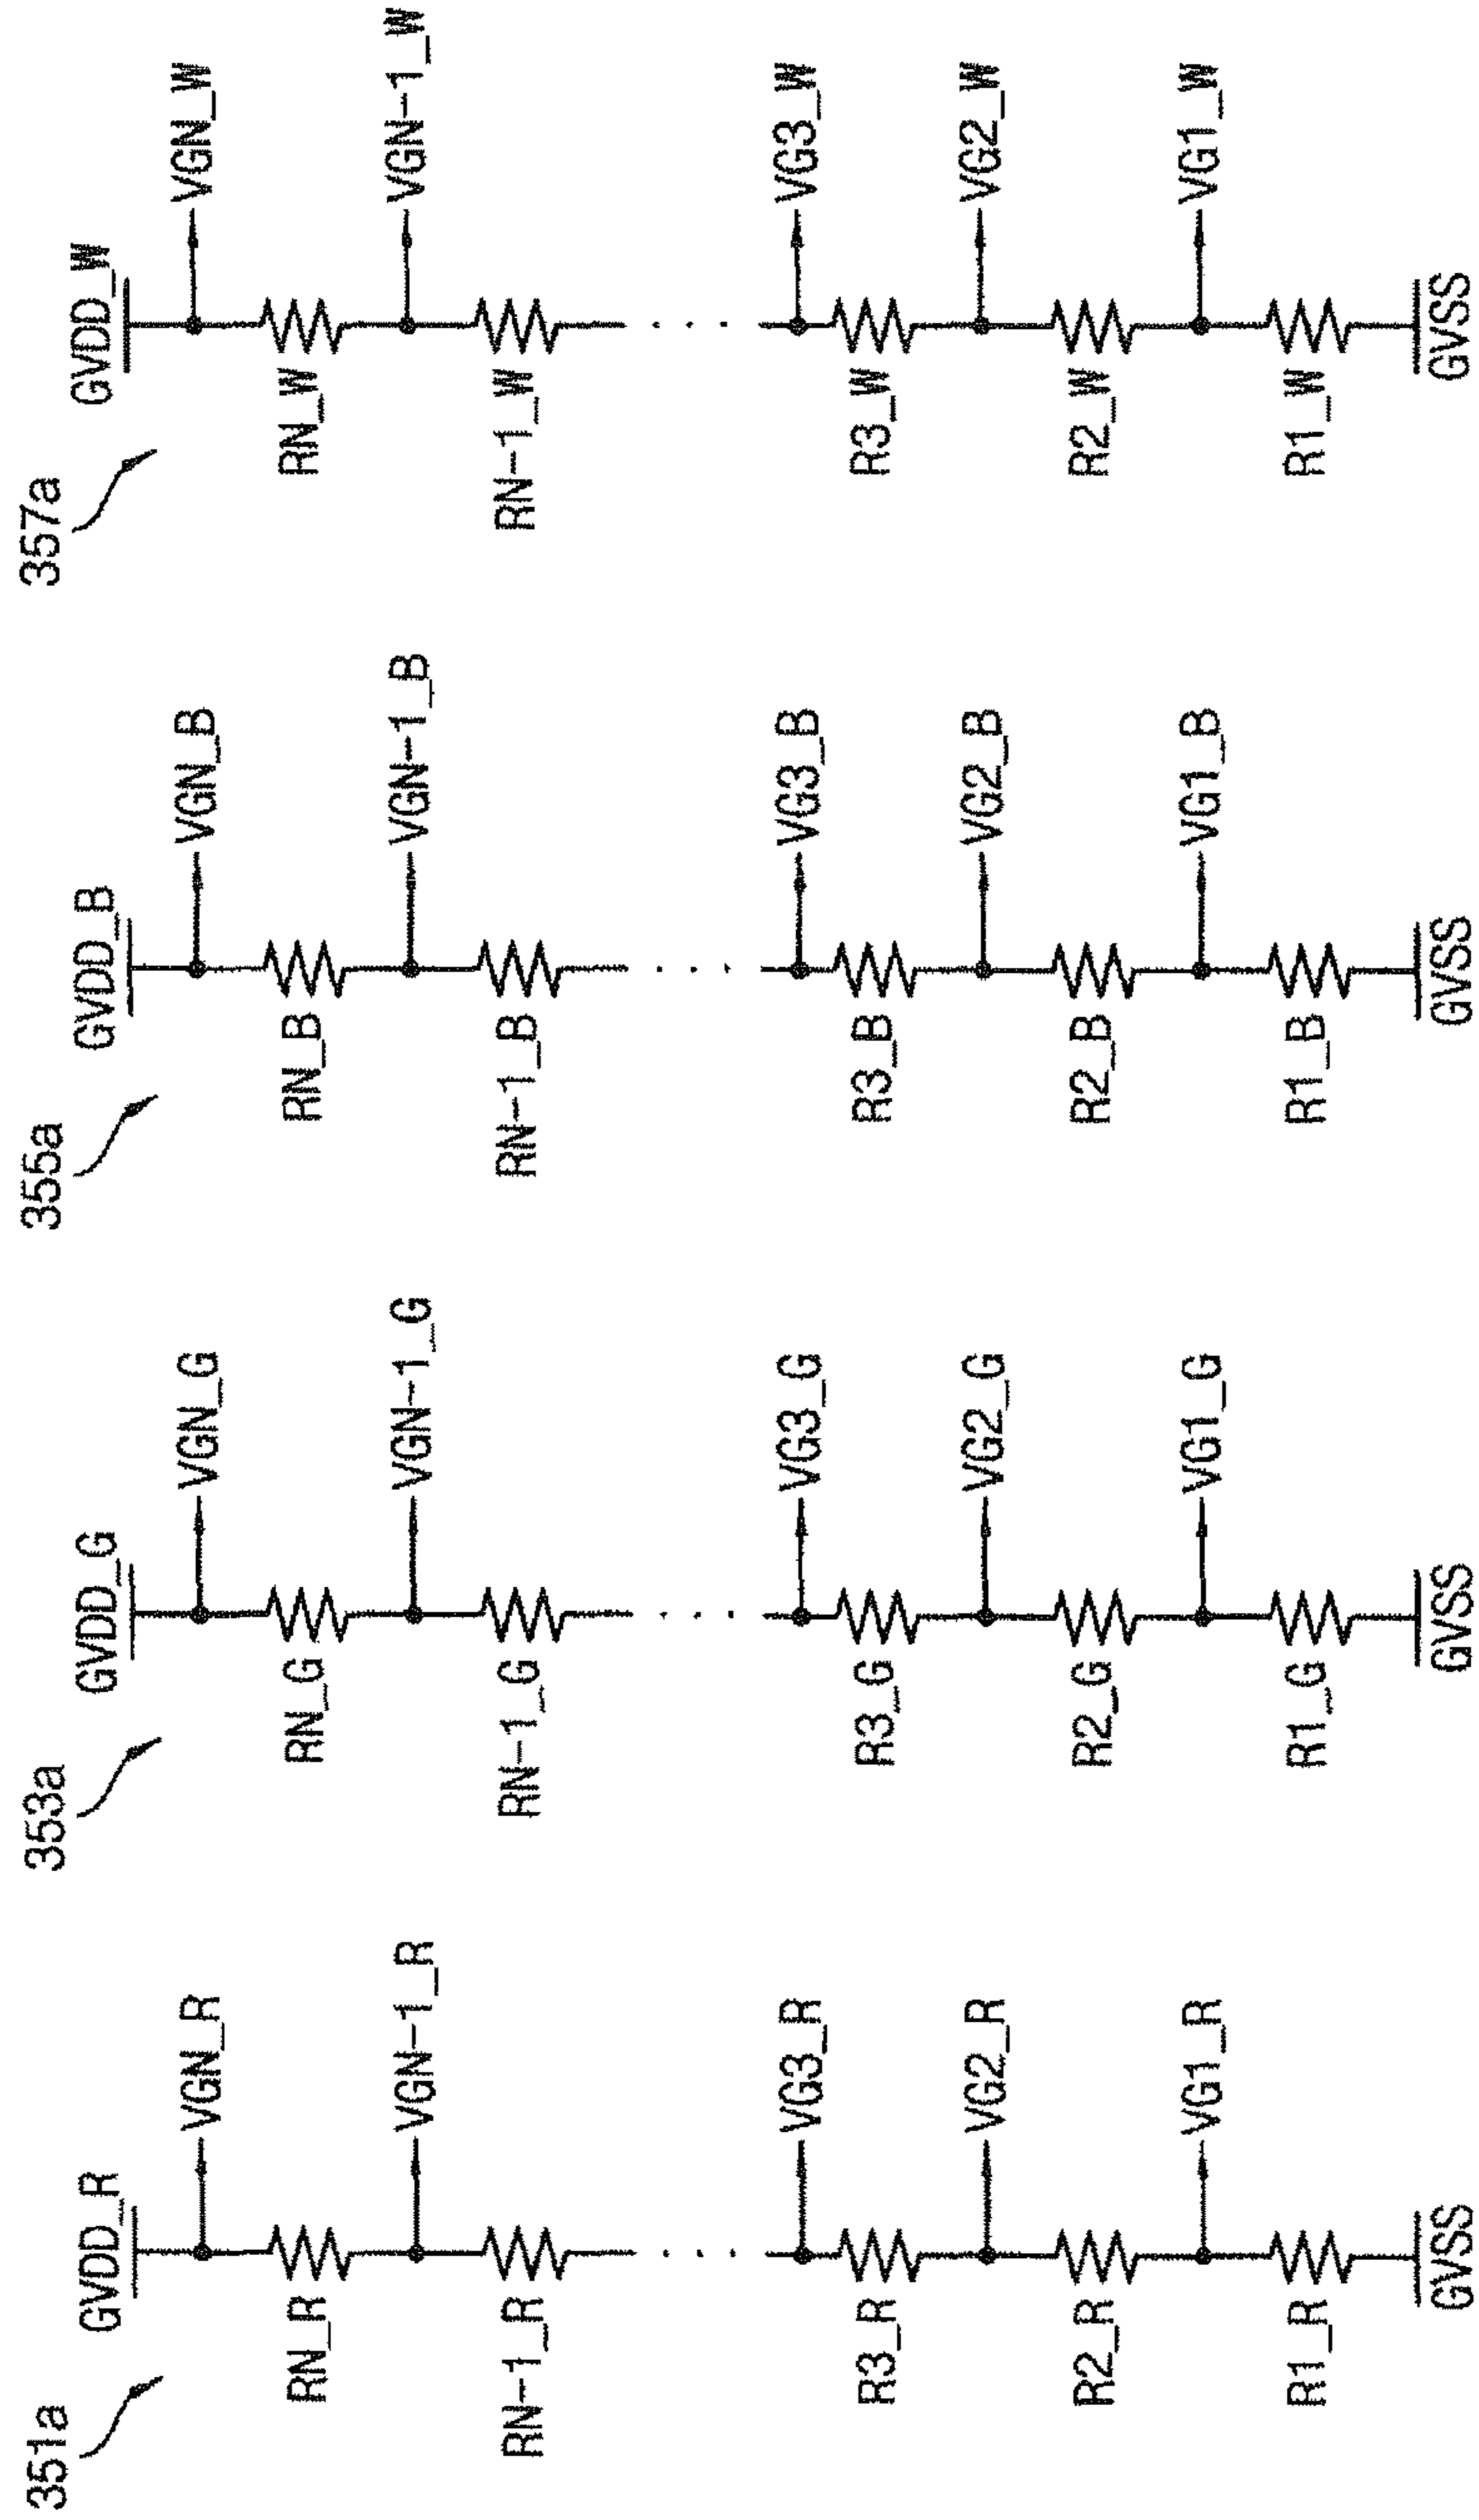 351a
GVDD_R
VGN_R
RN_R
VGN-1_R
RN-1_R
VG3_R
R3_R
VG2_R
R2_R
VG1_R
R1_R
GVSS
353a
GVDD_G
VGN_G
RN_G
VGN-1_G
RN-1_G
VG3_G
R3_G
VG2_G
R2_G
VG1_G
R1_G
GVSS
355a
GVDD_B
VGN_B
RN_B
VGN-1_B
RN-1_B
VG3_B
R3_B
VG2_B
R2_B
VG1_B
R1_B
GVSS
357a
GVDD_W
VGN_W
RN_W
VGN-1_W
RN-1_W
VG3_W
R3_W
VG2_W
R2_W
VG1_W
R1_W
GVSS